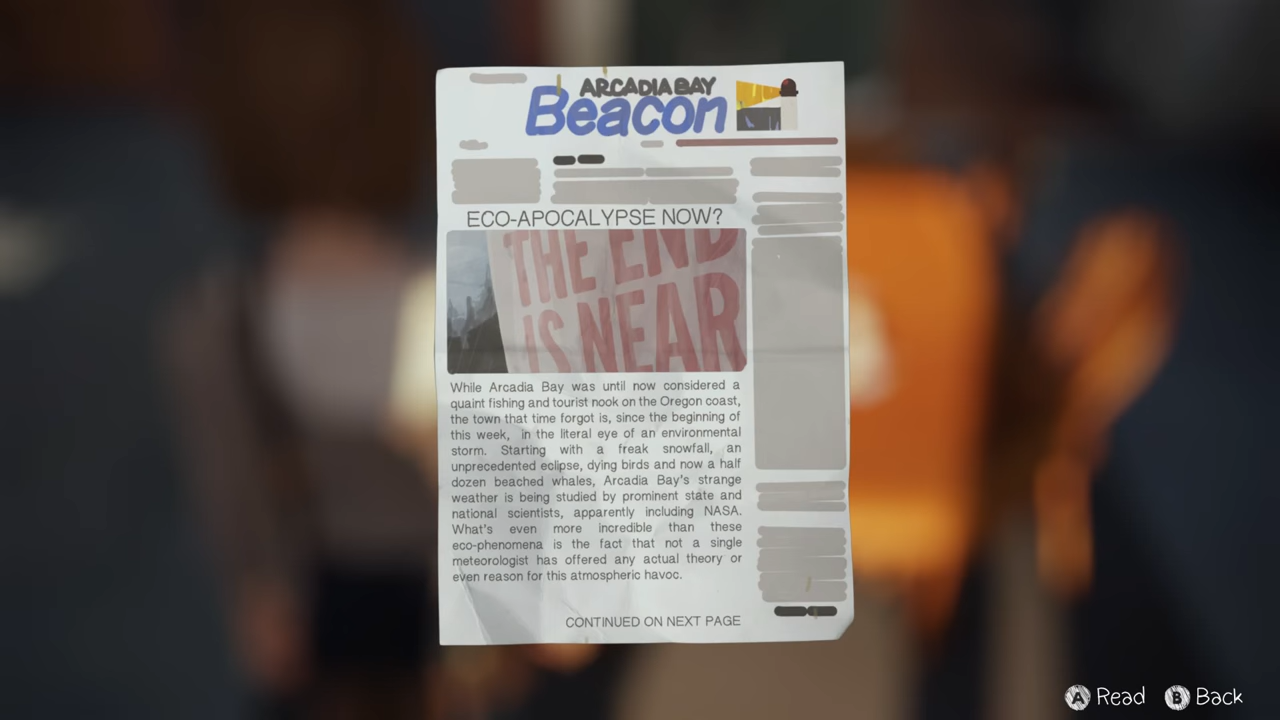 ARCADIA BAY
Beacon
ECO-APOCALYPSE NOW?
THE END
IS NEAR
While Arcadia Bay was until now considered a
quaint fishing and tourist nook on the Oregon coast,
the town that time forgot is, since the beginning of
this week, in the literal eye of an environmental
storm. Starting with a freak snowfall, an
unprecedented eclipse, dying birds and now a half
dozen beached whales, Arcadia Bay's strange
weather is being studied by prominent state and
national scientists, apparently including NASA.
What's even more incredible than these
eco-phenomena is the fact that not a single
meteorologist has offered any actual theory or
even reason for this atmospheric havoc.
CONTINUED ON NEXT PAGE
A Read B Back